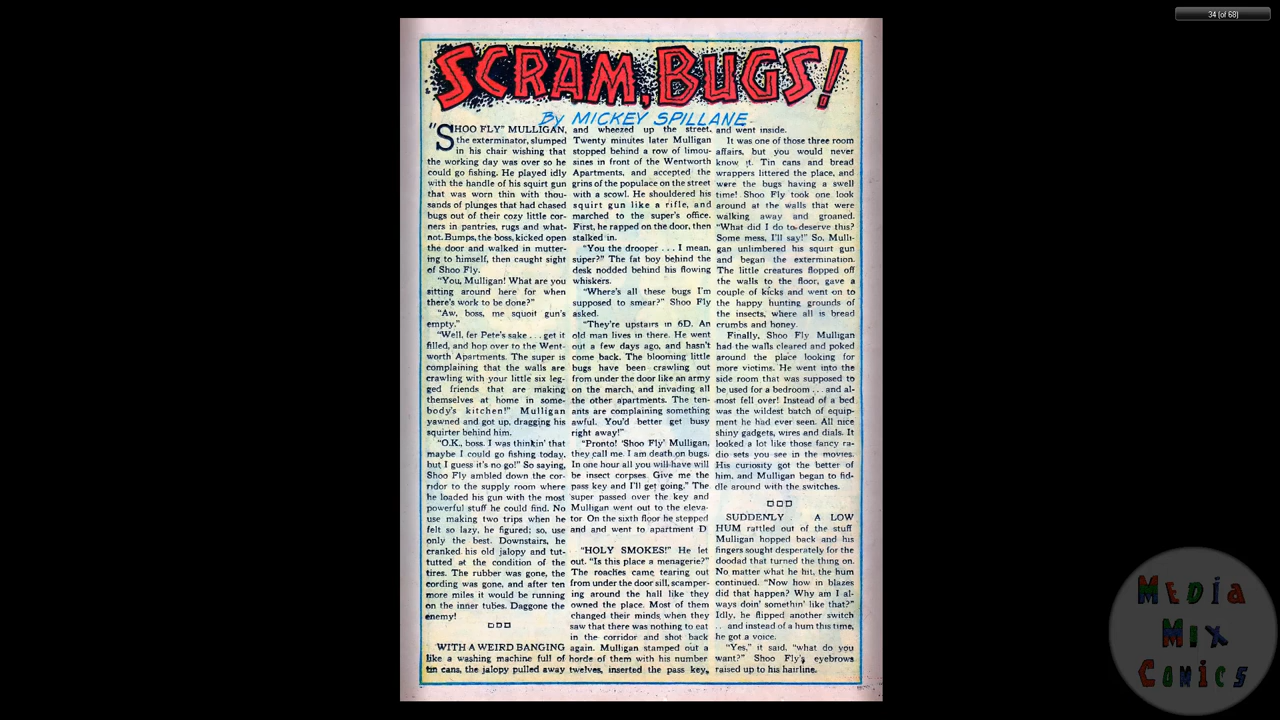 34 (of 68)
SCRAM, BUGS!
By MICKEY SPILLANE
"SHOO FLY" MULLIGAN,
the exterminator, slumped
in his chair wishing that
the working day was over so he
could go fishing. He played idly
with the handle of his squirt gun
that was worn thin with thou-
sands of plunges that had chased
bugs out of their cozy little cor-
ners in pantries, rugs and what-
not. Bumps, the boss, kicked open
the door and walked in mutter-
ing to himself, then caught sight
of Shoo Fly.
"You, Mulligan! What are you
sitting around here for when
there's work to be done?"
"Aw, boss, me squoit gun's
empty."
"Well, fer Pete's sake . . . get it
filled, and hop over to the Went-
worth Apartments. The super is
complaining that the walls are
crawling with your little six leg-
ged friends that are making
themselves at home in some-
body's kitchen!" Mulligan
yawned and got up, dragging his
squirter behind him.
"O.K., boss. I was thinkin' that
maybe I could go fishing today,
but I guess it's no go!" So saying,
Shoo Fly ambled down the cor-
ridor to the supply room where
he loaded his gun with the most
powerful stuff he could find. No
use making two trips when he
felt so lazy, he figured; so, use
only the best. Downstairs, he
cranked his old jalopy and tut-
tutted at the condition of the
tires. The rubber was gone, the
cording was gone, and after ten
more miles it would be running
on the inner tubes. Daggone the
enemy!
WITH A WEIRD BANGING
like a washing machine full of
tin cans, the jalopy pulled away
and wheezed up the street.
Twenty minutes later Mulligan
stopped behind a row of limou-
sines in front of the Wentworth
Apartments, and accepted the
grins of the populace on the street
with a scowl. He shouldered his
squirt gun like a rifle, and
marched to the super's office.
First, he rapped on the door, then
stalked in.
"You the drooper . . . I mean,
super?" The fat boy behind the
desk nodded behind his flowing
whiskers.
"Where's all these bugs I'm
supposed to smear?" Shoo Fly
asked.
"They're upstairs in 6D. An
old man lives in there. He went
out a few days ago, and hasn't
come back. The blooming little
bugs have been crawling out
from under the door like an army
on the march, and invading all
the other apartments. The ten-
ants are complaining something
awful. You'd better get busy
right away!"
"Pronto! 'Shoo Fly' Mulligan,
they call me. I am death on bugs.
In one hour all you will have will
be insect corpses. Give me the
pass key and I'll get going." The
super passed over the key and
Mulligan went out to the eleva-
tor. On the sixth floor he stepped
and and went to apartment D
"HOLY SMOKES!" He let
out. "Is this place a menagerie?"
The roaches came tearing out
from under the door sill, scamper-
ing around the hall like they
owned the place. Most of them
changed their minds when they
saw that there was nothing to eat
in the corridor and shot back
again. Mulligan stamped out a
horde of them with his number
twelves, inserted the pass key,
and went inside.
It was one of those three room
affairs, but you would never
know it. Tin cans and bread
wrappers littered the place, and
were the bugs having a swell
time! Shoo Fly took one look
around at the walls that were
walking away and groaned.
"What did I do to deserve this?
Some mess, I'll say!" So, Mulli-
gan unlimbered his squirt gun
and began the extermination.
The little creatures flopped off
the walls to the floor, gave a
couple of kicks and went on to
the happy hunting grounds of
the insects, where all is bread
crumbs and honey.
Finally, Shoo Fly Mulligan
had the walls cleared and poked
around the place looking for
more victims. He went into the
side room that was supposed to
be used for a bedroom . . . and al-
most fell over! Instead of a bed
was the wildest batch of equip-
ment he had ever seen. All nice
shiny gadgets, wires and dials. It
looked a lot like those fancy ra-
dio sets you see in the movies.
His curiosity got the better of
him, and Mulligan began to fid-
dle around with the switches.
SUDDENLY . A LOW
HUM rattled out of the stuff
Mulligan hopped back and his
fingers sought desperately for the
doodad that turned the thing on.
No matter what he hit, the hum
continued. "Now how in blazes
did that happen? Why am I al-
ways doin' somethin' like that?"
Idly, he flipped another switch
. . and instead of a hum this time,
he got a voice.
"Yes," it said, "what do you
want?" Shoo Fly's eyebrows
raised up to his hairline.
MEDia
Mix
Comics